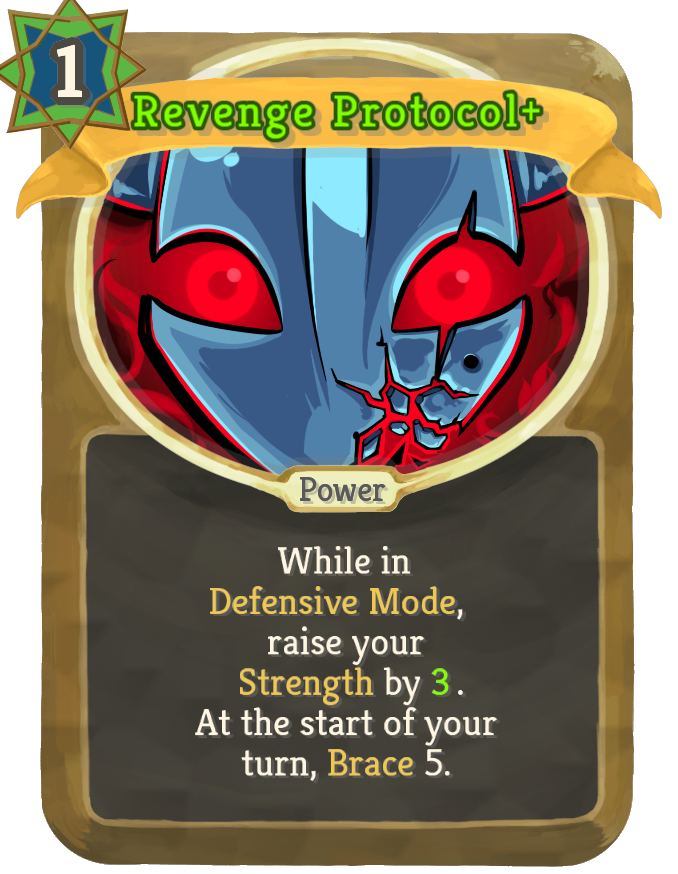 1
Revenge Protocol+
Power
While in
Defensive Mode,
raise your
Strength by 3 .
At the start of your
turn, Brace 5.